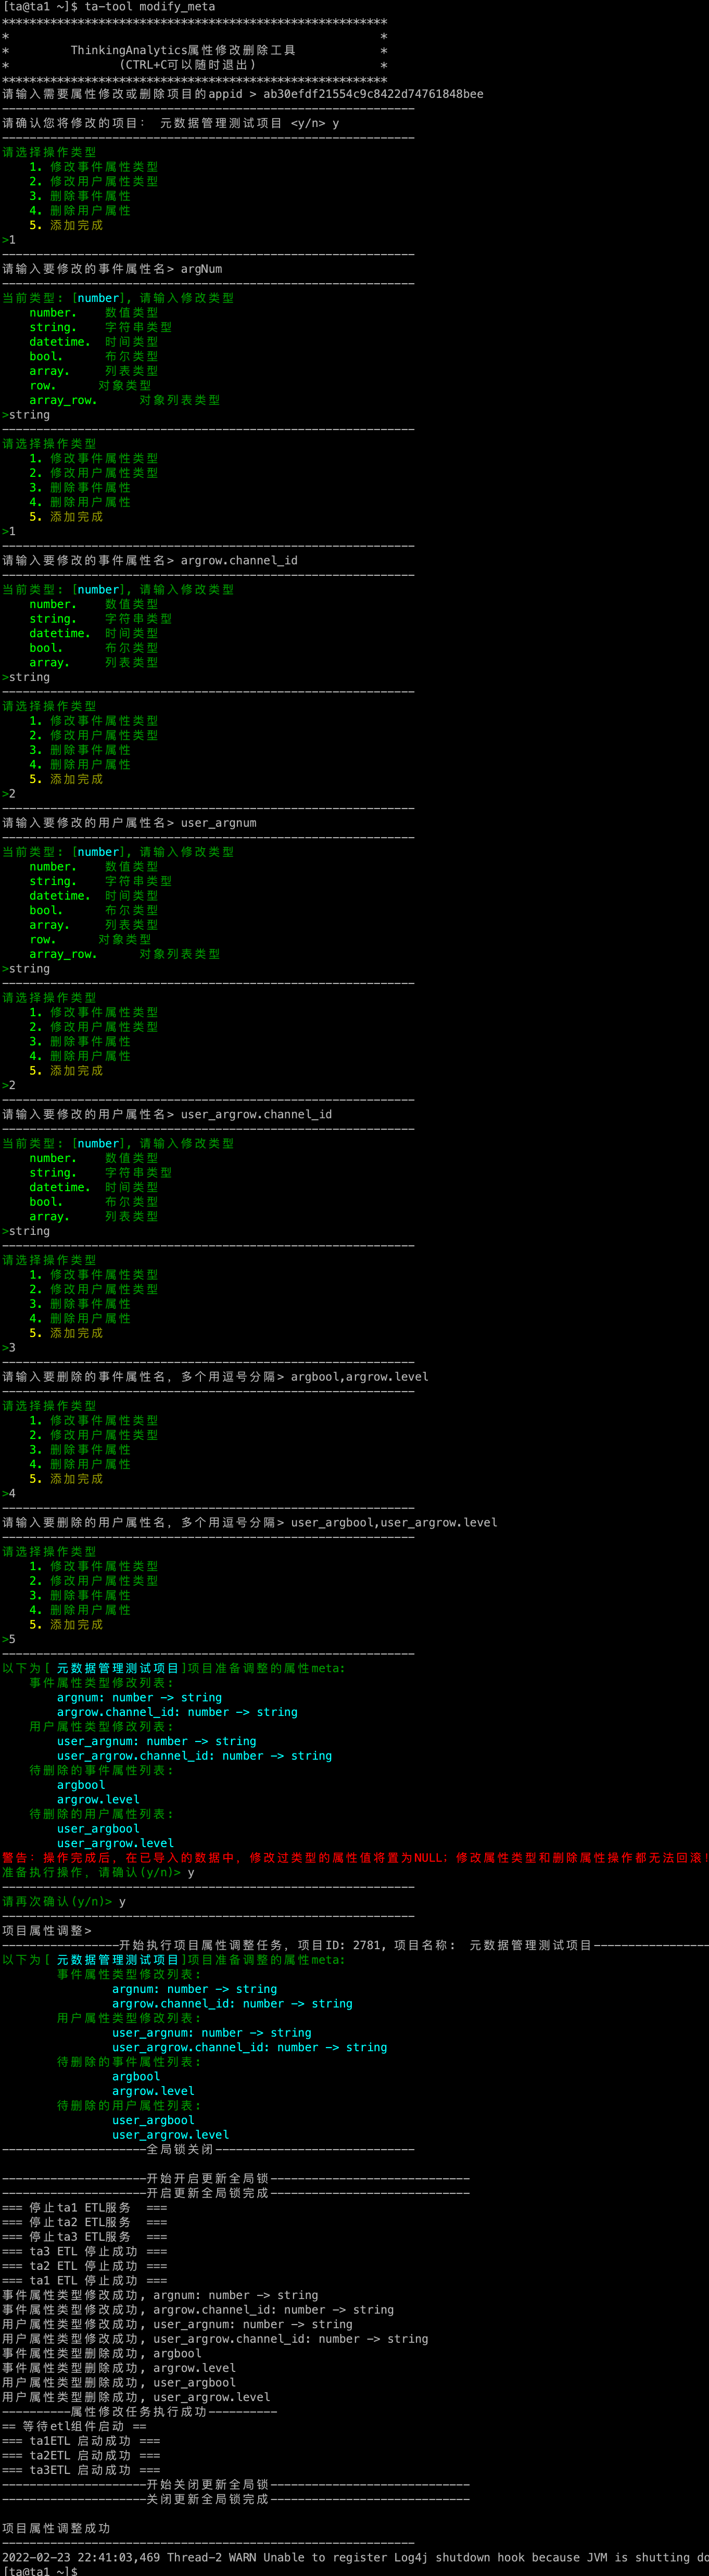 [ta@ta1 ~]$ ta-tool modify_meta
********************************************************
*                                                      *
*         ThinkingAnalytics属性修改删除工具            *
*                (CTRL+C可以随时退出)                  *
********************************************************
请输入需要属性修改或删除项目的appid > ab30efdf21554c9c8422d74761848bee
------------------------------------------------------------
请确认您将修改的项目： 元数据管理测试项目 <y/n> y
------------------------------------------------------------
请选择操作类型
    1. 修改事件属性类型
    2. 修改用户属性类型
    3. 删除事件属性
    4. 删除用户属性
    5. 添加完成
>1
------------------------------------------------------------
请输入要修改的事件属性名> argNum
------------------------------------------------------------
当前类型：[number], 请输入修改类型
    number.    数值类型
    string.    字符串类型
    datetime.  时间类型
    bool.      布尔类型
    array.     列表类型
    row.      对象类型
    array_row.      对象列表类型
>string
------------------------------------------------------------
请选择操作类型
    1. 修改事件属性类型
    2. 修改用户属性类型
    3. 删除事件属性
    4. 删除用户属性
    5. 添加完成
>1
------------------------------------------------------------
请输入要修改的事件属性名> argrow.channel_id
------------------------------------------------------------
当前类型：[number], 请输入修改类型
    number.    数值类型
    string.    字符串类型
    datetime.  时间类型
    bool.      布尔类型
    array.     列表类型
>string
------------------------------------------------------------
请选择操作类型
    1. 修改事件属性类型
    2. 修改用户属性类型
    3. 删除事件属性
    4. 删除用户属性
    5. 添加完成
>2
------------------------------------------------------------
请输入要修改的用户属性名> user_argnum
------------------------------------------------------------
当前类型：[number], 请输入修改类型
    number.    数值类型
    string.    字符串类型
    datetime.  时间类型
    bool.      布尔类型
    array.     列表类型
    row.      对象类型
    array_row.      对象列表类型
>string
------------------------------------------------------------
请选择操作类型
    1. 修改事件属性类型
    2. 修改用户属性类型
    3. 删除事件属性
    4. 删除用户属性
    5. 添加完成
>2
------------------------------------------------------------
请输入要修改的用户属性名> user_argrow.channel_id
------------------------------------------------------------
当前类型：[number], 请输入修改类型
    number.    数值类型
    string.    字符串类型
    datetime.  时间类型
    bool.      布尔类型
    array.     列表类型
>string
------------------------------------------------------------
请选择操作类型
    1. 修改事件属性类型
    2. 修改用户属性类型
    3. 删除事件属性
    4. 删除用户属性
    5. 添加完成
>3
------------------------------------------------------------
请输入要删除的事件属性名，多个用逗号分隔> argbool,argrow.level
------------------------------------------------------------
请选择操作类型
    1. 修改事件属性类型
    2. 修改用户属性类型
    3. 删除事件属性
    4. 删除用户属性
    5. 添加完成
>4
------------------------------------------------------------
请输入要删除的用户属性名，多个用逗号分隔> user_argbool,user_argrow.level
------------------------------------------------------------
请选择操作类型
    1. 修改事件属性类型
    2. 修改用户属性类型
    3. 删除事件属性
    4. 删除用户属性
    5. 添加完成
>5
------------------------------------------------------------
以下为[ 元数据管理测试项目]项目准备调整的属性meta:
    事件属性类型修改列表:
        argnum: number -> string
        argrow.channel_id: number -> string
    用户属性类型修改列表:
        user_argnum: number -> string
        user_argrow.channel_id: number -> string
    待删除的事件属性列表:
        argbool
        argrow.level
    待删除的用户属性列表:
        user_argbool
        user_argrow.level
警告：操作完成后，在已导入的数据中，修改过类型的属性值将置为NULL；修改属性类型和删除属性操作都无法回滚！
准备执行操作，请确认(y/n)> y
------------------------------------------------------------
请再次确认(y/n)> y
------------------------------------------------------------
项目属性调整>
-----------------开始执行项目属性调整任务，项目ID: 2781, 项目名称： 元数据管理测试项目-----------------
以下为[ 元数据管理测试项目]项目准备调整的属性meta:
        事件属性类型修改列表:
                argnum: number -> string
                argrow.channel_id: number -> string
        用户属性类型修改列表:
                user_argnum: number -> string
                user_argrow.channel_id: number -> string
        待删除的事件属性列表:
                argbool
                argrow.level
        待删除的用户属性列表:
                user_argbool
                user_argrow.level
-------------------------全局锁关闭-----------------------------

---------------------开始开启更新全局锁-----------------------------
---------------------开启更新全局锁完成-----------------------------
=== 停止ta1 ETL服务  ===
=== 停止ta2 ETL服务  ===
=== 停止ta3 ETL服务  ===
=== ta3 ETL 停止成功 ===
=== ta2 ETL 停止成功 ===
=== ta1 ETL 停止成功 ===
事件属性类型修改成功, argnum: number -> string
事件属性类型修改成功, argrow.channel_id: number -> string
用户属性类型修改成功, user_argnum: number -> string
用户属性类型修改成功, user_argrow.channel_id: number -> string
事件属性类型删除成功, argbool
事件属性类型删除成功, argrow.level
用户属性类型删除成功, user_argbool
用户属性类型删除成功, user_argrow.level
----------属性修改任务执行成功----------
== 等待etl组件启动 ==
=== ta1ETL 启动成功 ===
=== ta2ETL 启动成功 ===
=== ta3ETL 启动成功 ===
---------------------开始关闭更新全局锁-----------------------------
---------------------关闭更新全局锁完成-----------------------------

项目属性调整成功
------------------------------------------------------------
2022-02-23 22:41:03,469 Thread-2 WARN Unable to register Log4j shutdown hook because JVM is shutting do
[ta@ta1 ~]$